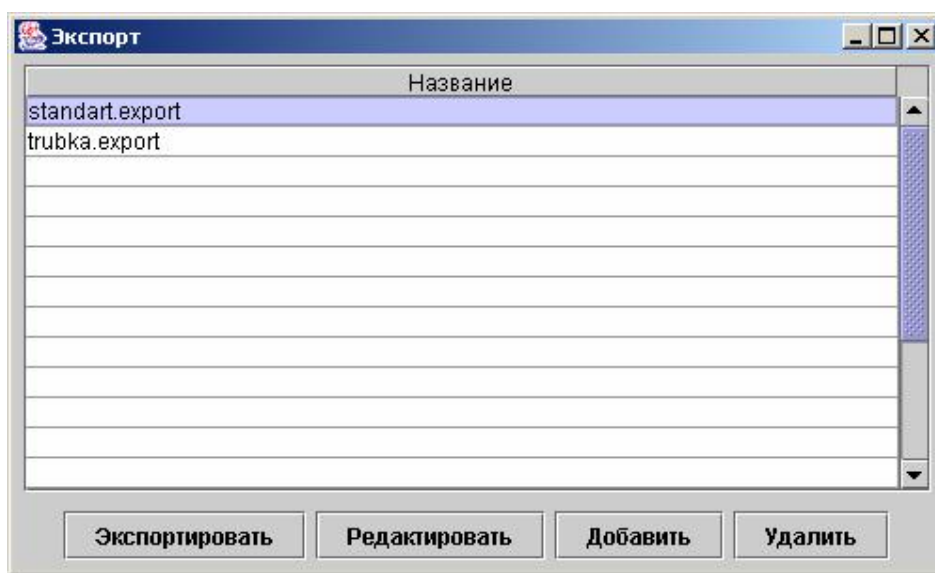 Экспорт
Название
standart.export
trubka.export
Экспортировать Редактировать Добавить Удалить